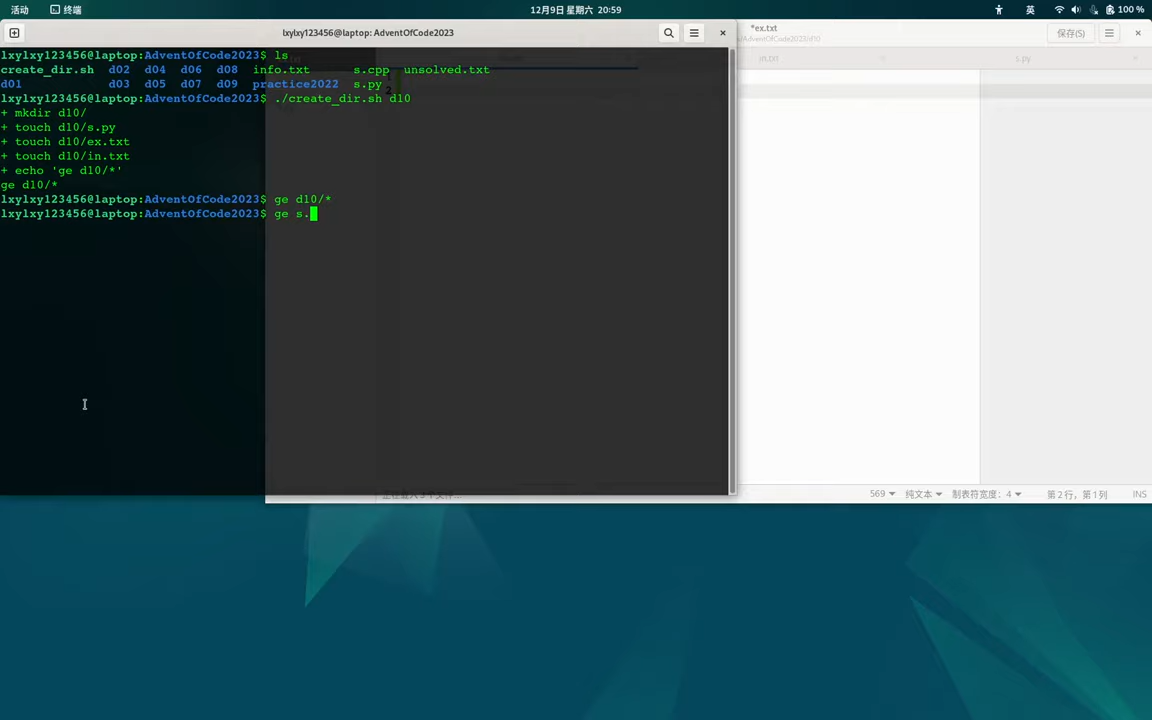 活动 终端 12月9日 星期六 20:59 英 100 %
lxylxy123456@laptop: AdventOfCode2023
*ex.txt
保存(S)
in.txt s.py
lxylxy123456@laptop:AdventOfCode2023$ ls
create_dir.sh d02 d04 d06 d08 info.txt s.cpp unsolved.txt
d01 d03 d05 d07 d09 practice2022 s.py
lxylxy123456@laptop:AdventOfCode2023$ ./create_dir.sh d10
+ mkdir d10/
+ touch d10/s.py
+ touch d10/ex.txt
+ touch d10/in.txt
+ echo 'ge d10/*'
ge d10/*
lxylxy123456@laptop:AdventOfCode2023$ ge d10/*
lxylxy123456@laptop:AdventOfCode2023$ ge s.
569 纯文本 制表符宽度: 4 第 2 行, 第 1 列 INS